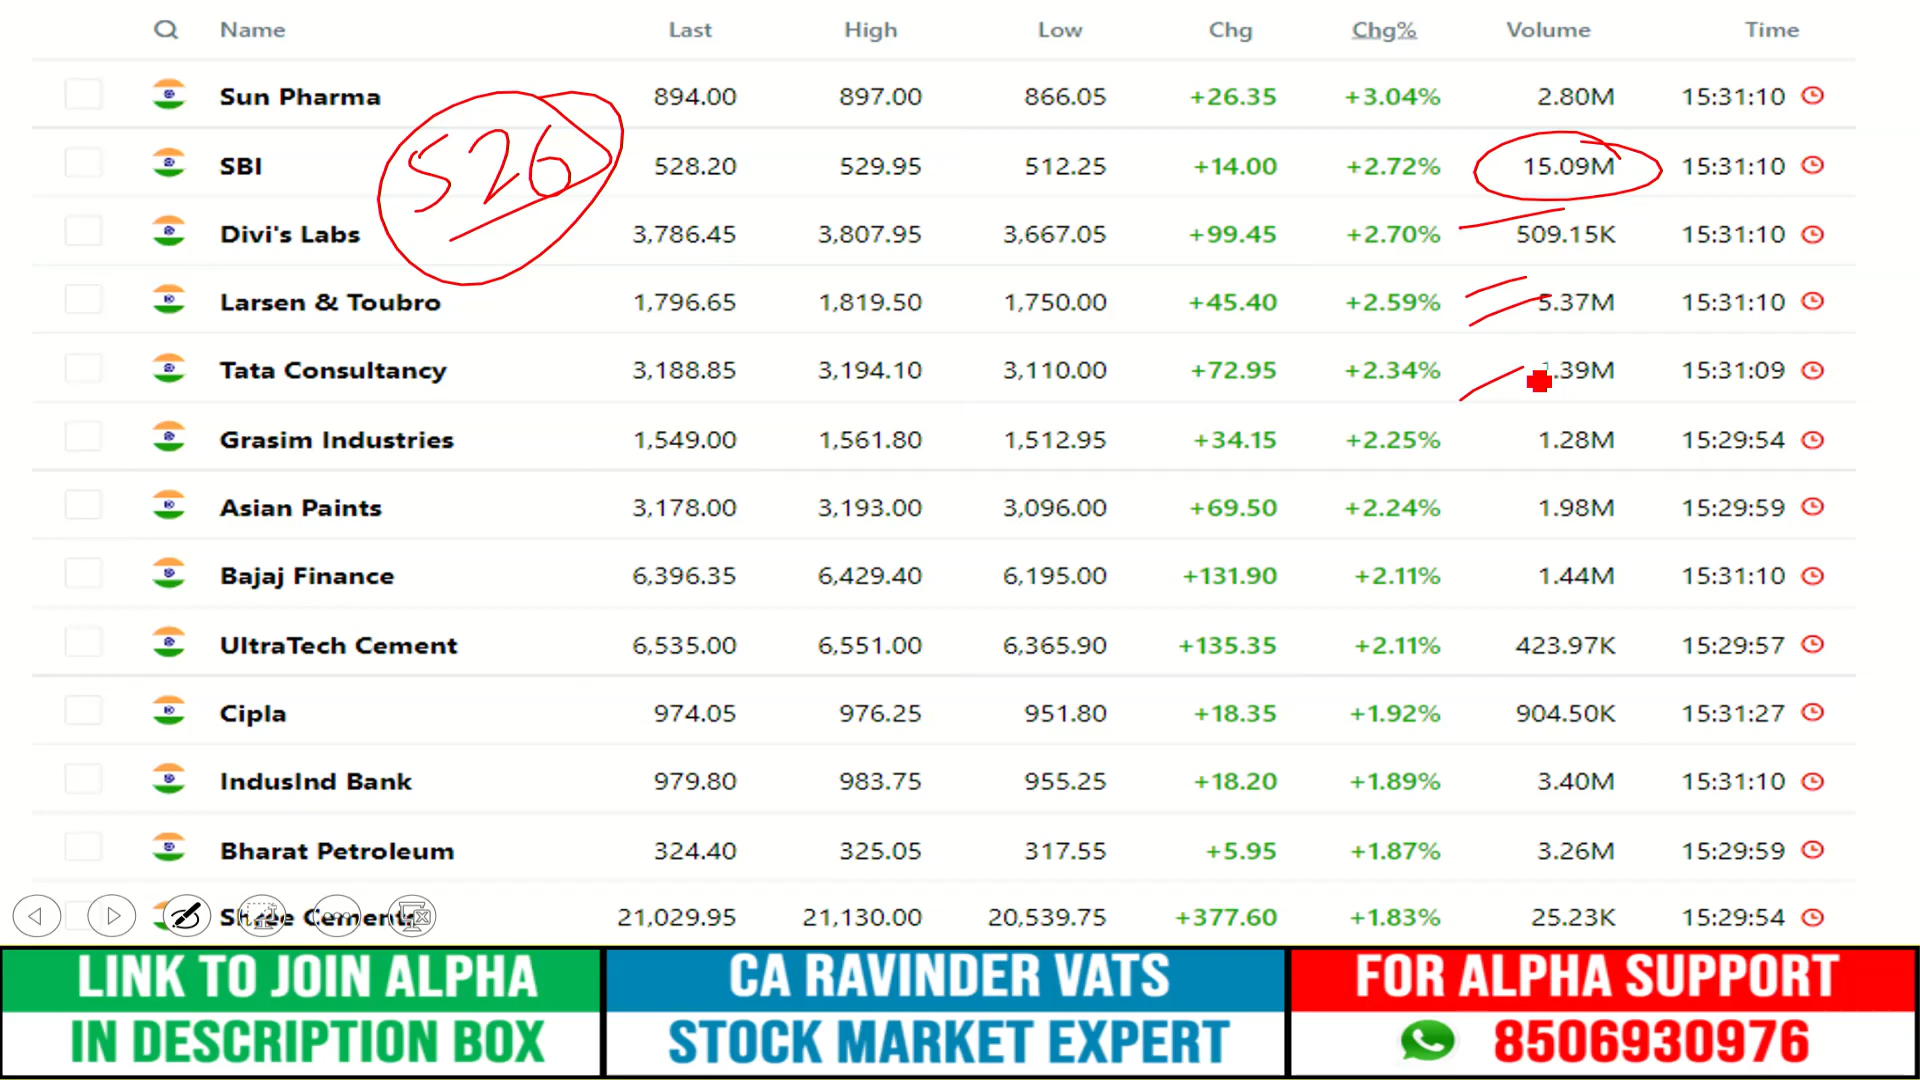 Name Last High Low Chg Chg% Volume Time
Sun Pharma 894.00 897.00 866.05 +26.35 +3.04% 2.80M 15:31:10
SBI 528.20 529.95 512.25 +14.00 +2.72% 15.09M 15:31:10
526
Divi's Labs 3,786.45 3,807.95 3,667.05 +99.45 +2.70% 509.15K 15:31:10
Larsen & Toubro 1,796.65 1,819.50 1,750.00 +45.40 +2.59% 5.37M 15:31:10
Tata Consultancy 3,188.85 3,194.10 3,110.00 +72.95 +2.34% .39M 15:31:09
Grasim Industries 1,549.00 1,561.80 1,512.95 +34.15 +2.25% 1.28M 15:29:54
Asian Paints 3,178.00 3,193.00 3,096.00 +69.50 +2.24% 1.98M 15:29:59
Bajaj Finance 6,396.35 6,429.40 6,195.00 +131.90 +2.11% 1.44M 15:31:10
UltraTech Cement 6,535.00 6,551.00 6,365.90 +135.35 +2.11% 423.97K 15:29:57
Cipla 974.05 976.25 951.80 +18.35 +1.92% 904.50K 15:31:27
IndusInd Bank 979.80 983.75 955.25 +18.20 +1.89% 3.40M 15:31:10
Bharat Petroleum 324.40 325.05 317.55 +5.95 +1.87% 3.26M 15:29:59
Cements 21,029.95 21,130.00 20,539.75 +377.60 +1.83% 25.23K 15:29:54
LINK TO JOIN ALPHA
IN DESCRIPTION BOX
CA RAVINDER VATS
STOCK MARKET EXPERT
FOR ALPHA SUPPORT
8506930976